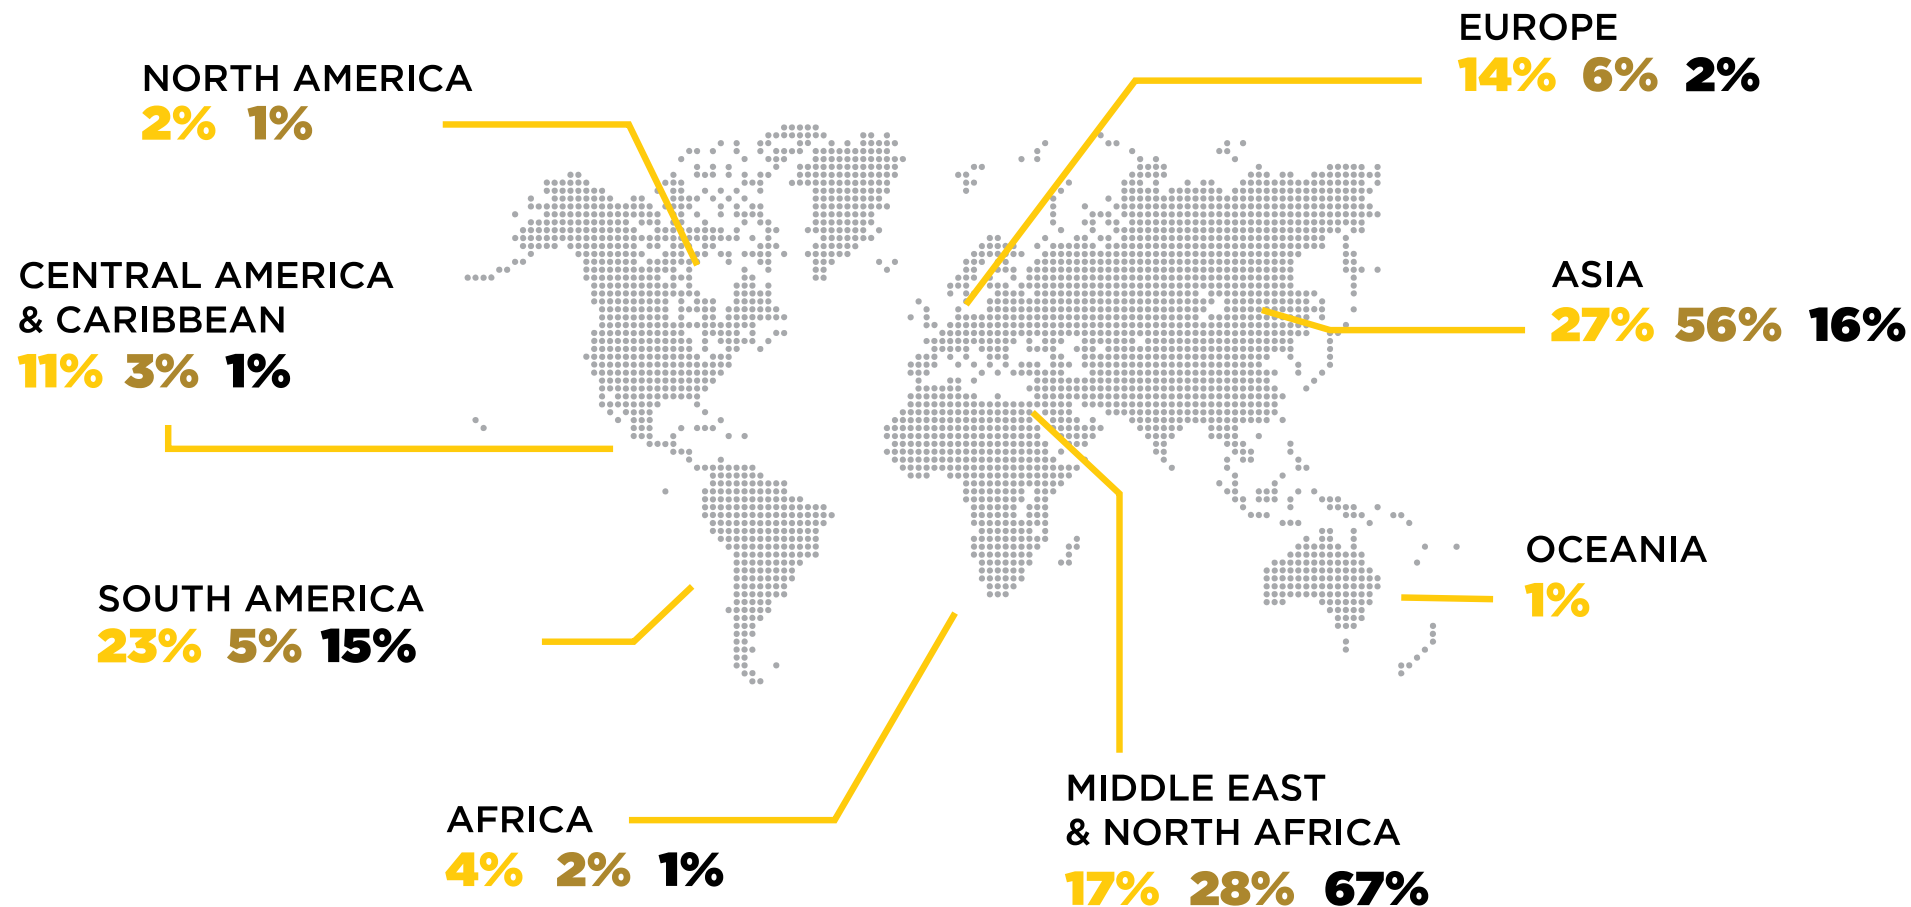 EUROPE
14% 6% 2%
NORTH AMERICA
2% 1%
CENTRAL AMERICA
& CARIBBEAN
11% 3% 1%
ASIA
27% 56% 16%
SOUTH AMERICA
23% 5% 15%
OCEANIA
1%
AFRICA
4% 2% 1%
MIDDLE EAST
& NORTH AFRICA
17% 28% 67%